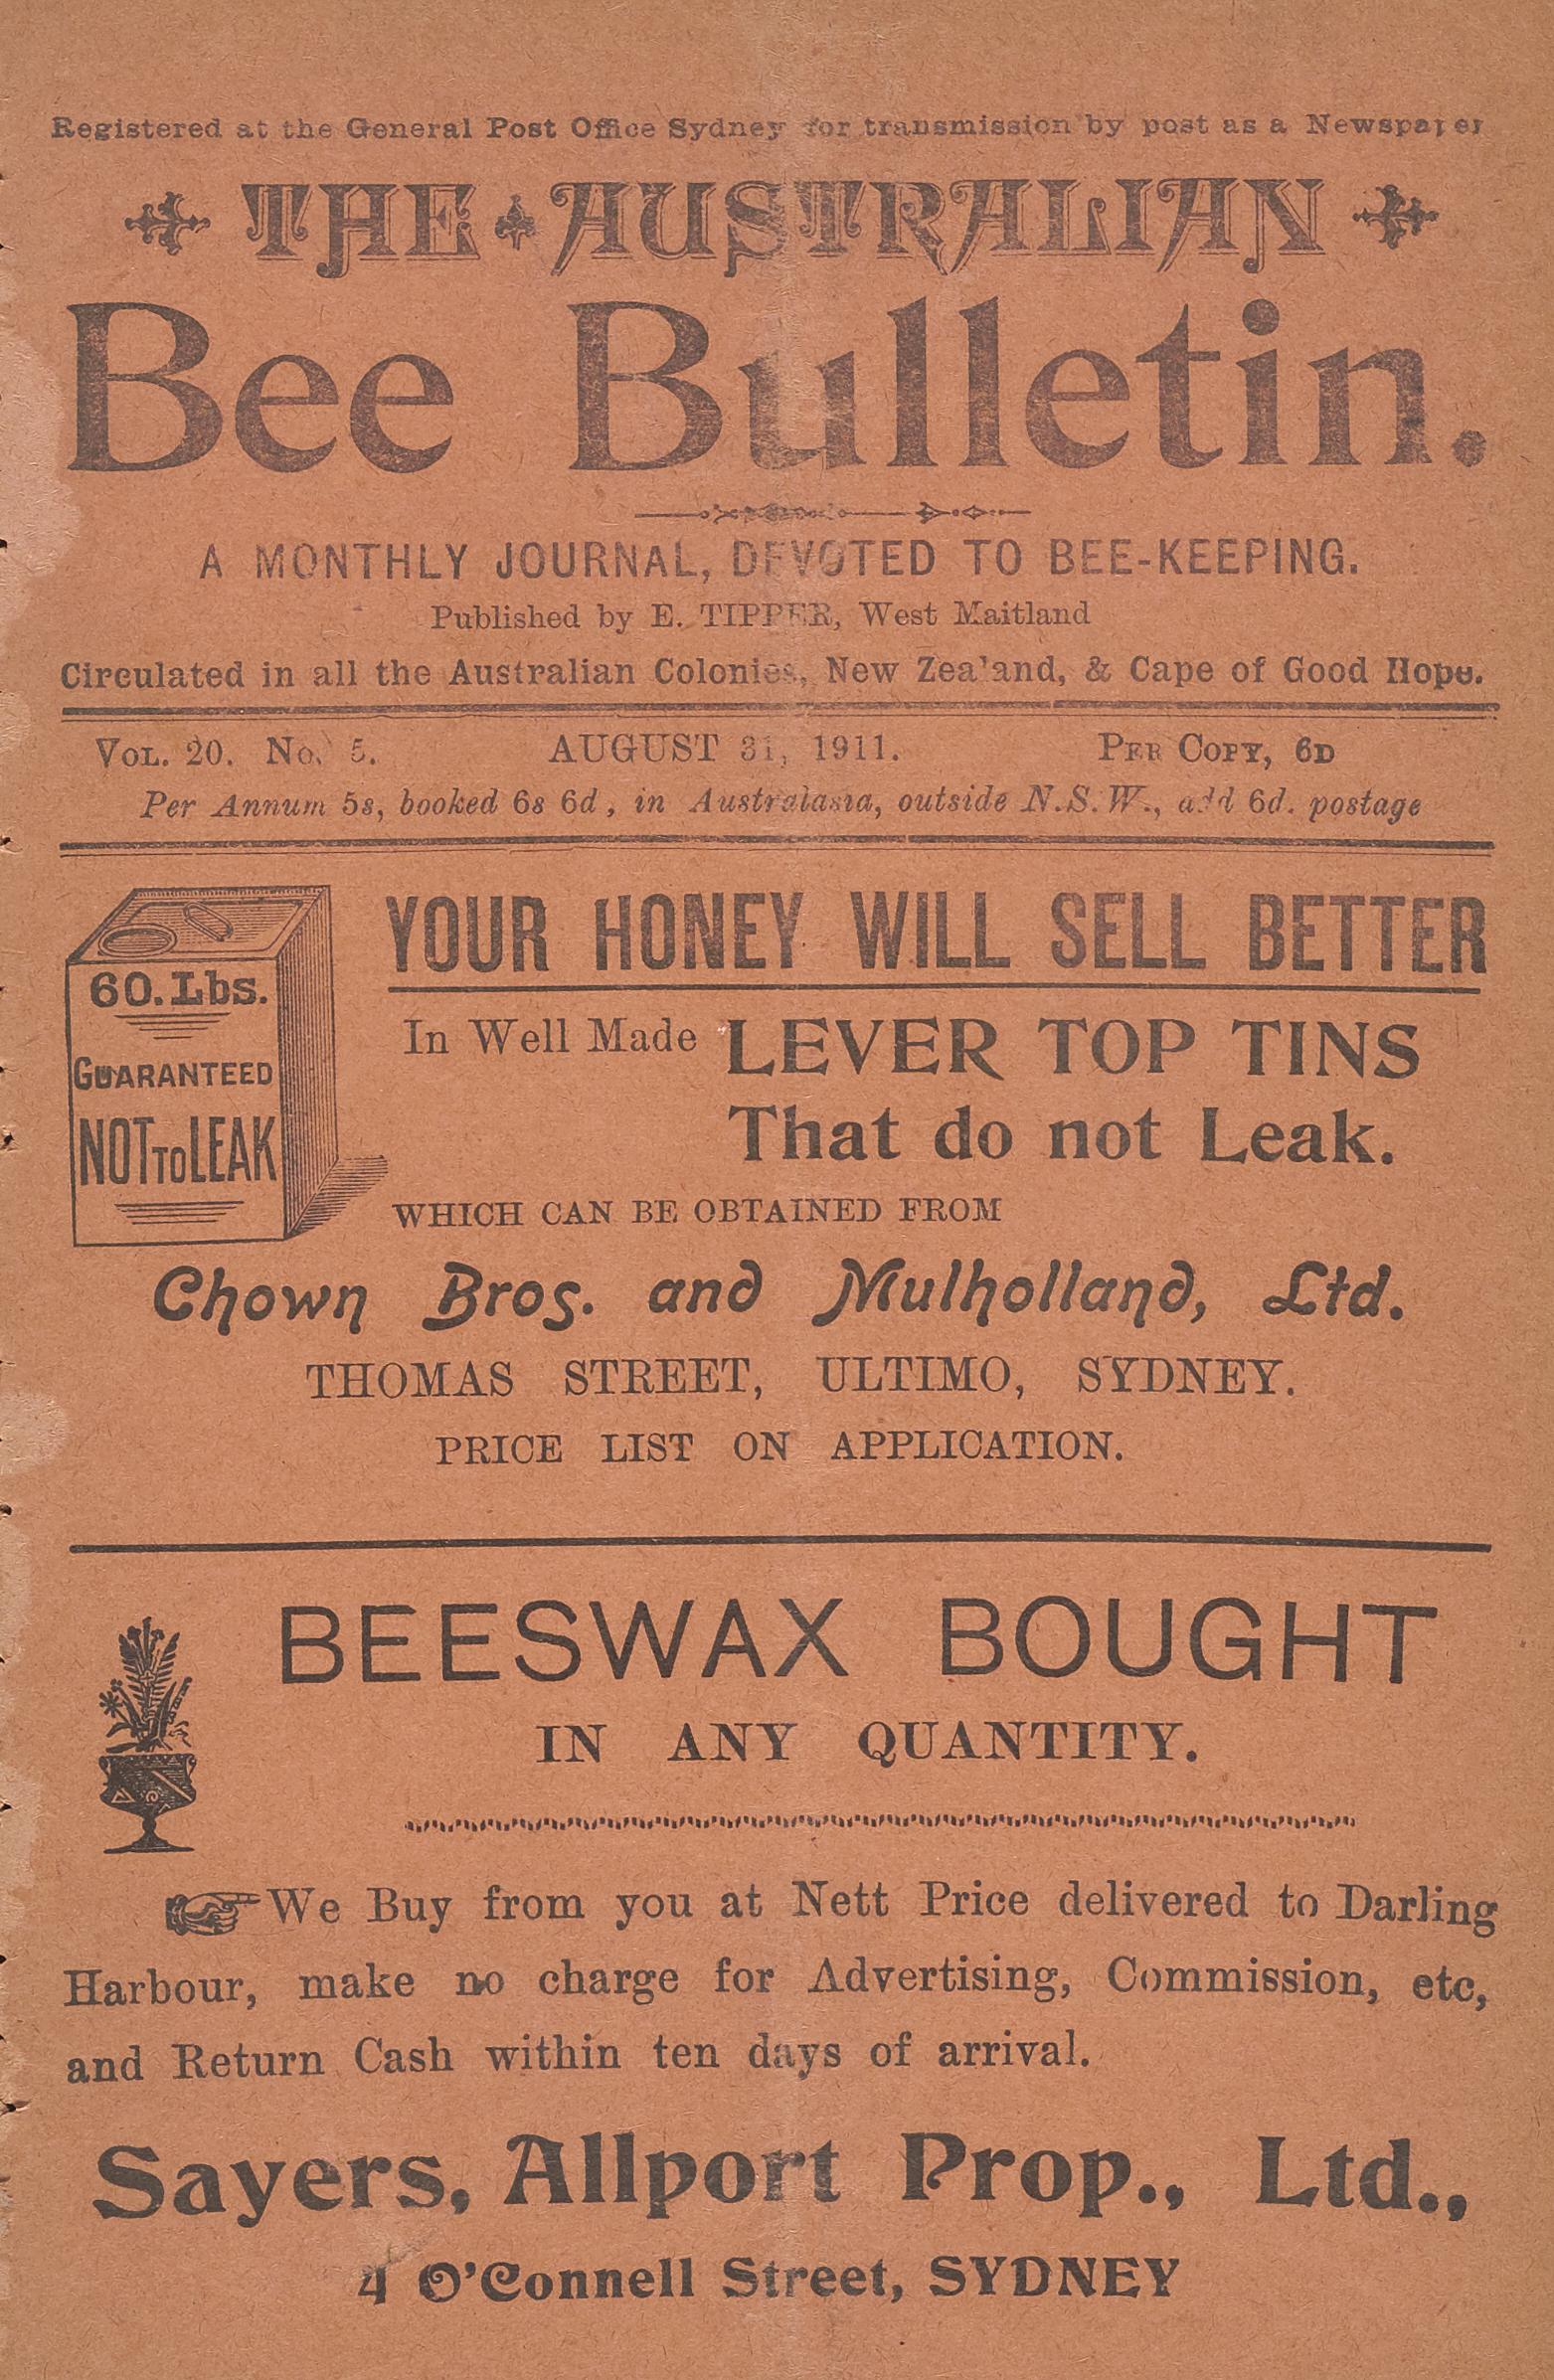 Registered at the General Post Office Sydney for transmission by post as a Newspaper
THE AUSTRALIAN
Bee Bulletin.
A MONTHLY JOURNAL, DEVOTED TO BEE-KEEPING.
Published by E. TIPPER, West Maitland
Circulated in all the Australian Colonies, New Zealand, & Cape of Good Hope.
VOL. 20. No. 5. AUGUST 31, 1911. PER COPY, 6D
Per Annum 5s, booked 6s 6d, in Australasia, outside N.S.W., add 6d. postage
60. Lbs.
GUARANTEED
NOT TO LEAK
YOUR HONEY WILL SELL BETTER
In Well Made LEVER TOP TINS
That do not Leak.
WHICH CAN BE OBTAINED FROM
Chown Bros. and Mulholland, Ltd.
THOMAS STREET, ULTIMO, SYDNEY.
PRICE LIST ON APPLICATION.
BEESWAX BOUGHT
IN ANY QUANTITY.
We Buy from you at Nett Price delivered to Darling
Harbour, make no charge for Advertising, Commission, etc,
and Return Cash within ten days of arrival.
Sayers, Allport Prop., Ltd.,
4 O'Connell Street, SYDNEY